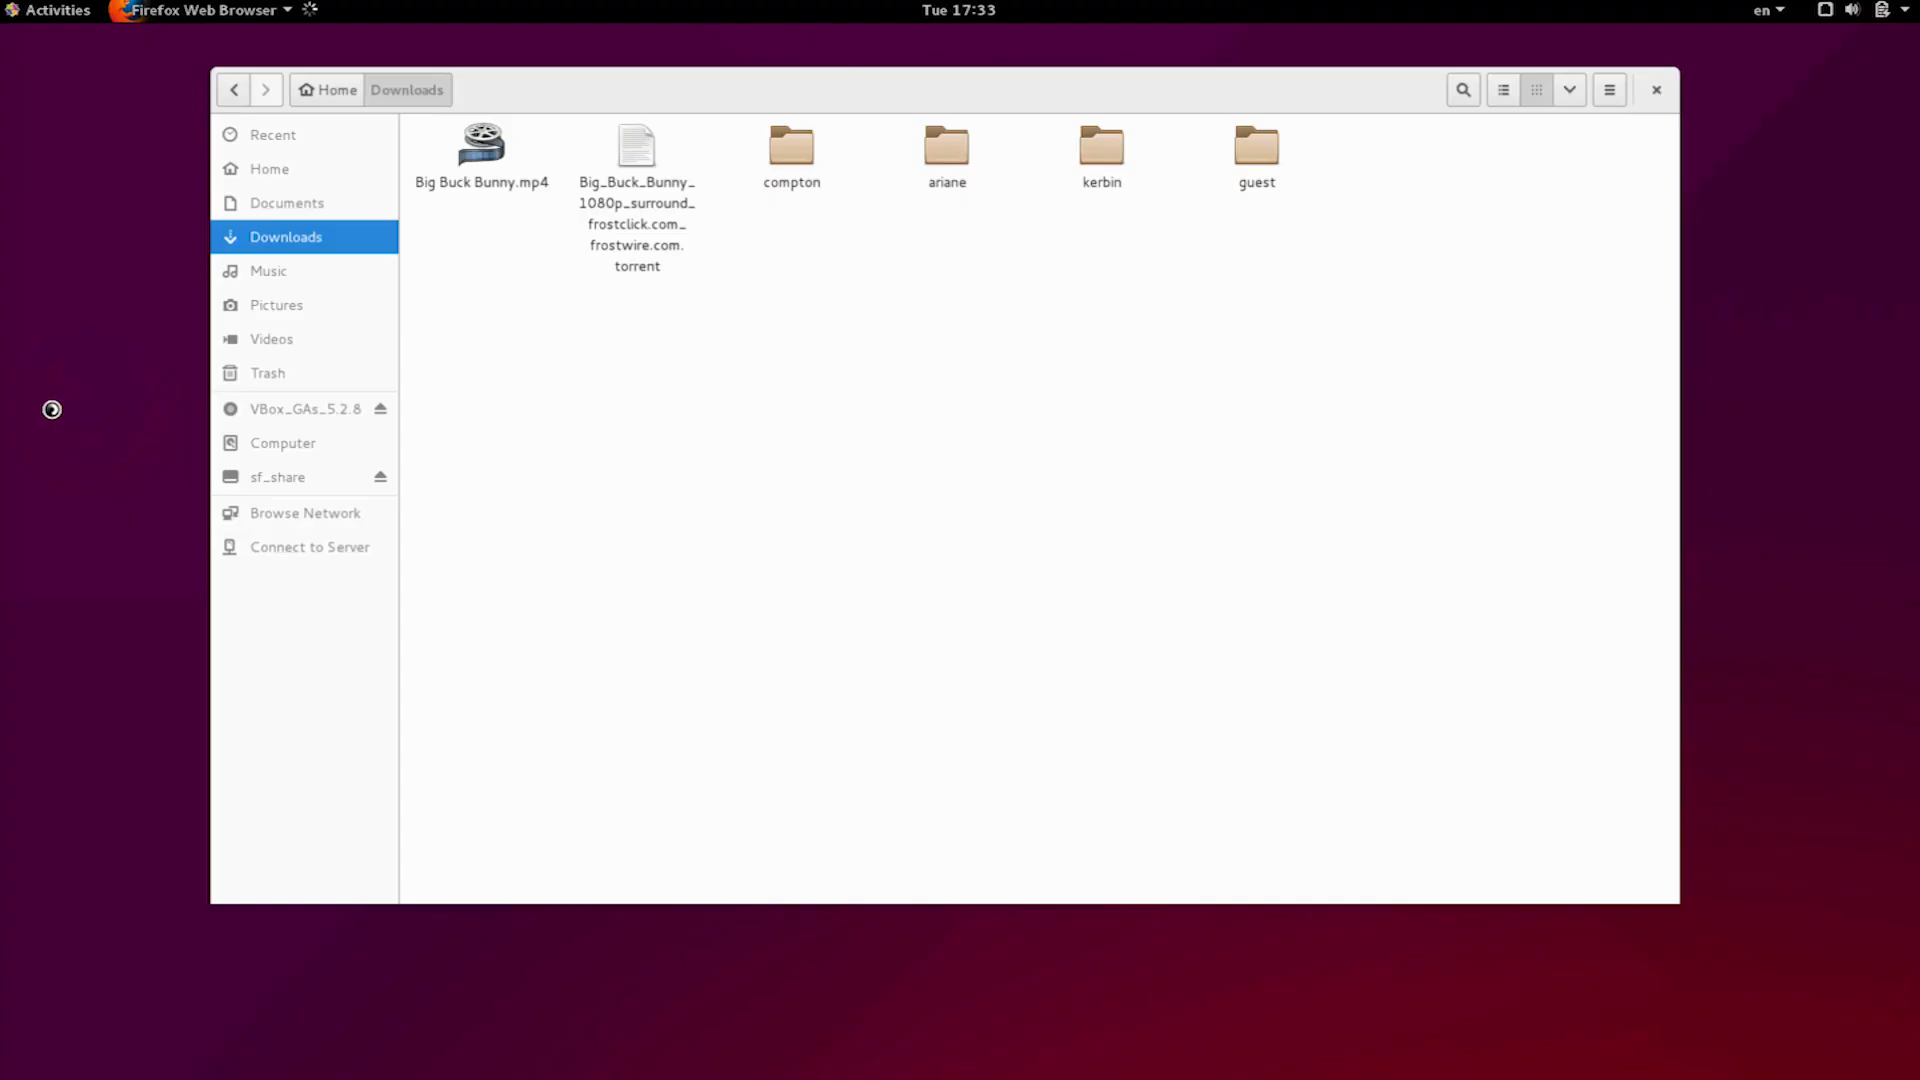 Activities Firefox Web Browser Tue 17:33 en
Home Downloads
Recent
Home
Documents
Downloads
Music
Pictures
Videos
Trash
VBox_GAs_5.2.8
Computer
sf_share
Browse Network
Connect to Server
Big Buck Bunny.mp4
Big_Buck_Bunny_
1080p_surround_
frostclick.com_
frostwire.com.
torrent
compton
ariane
kerbin
guest